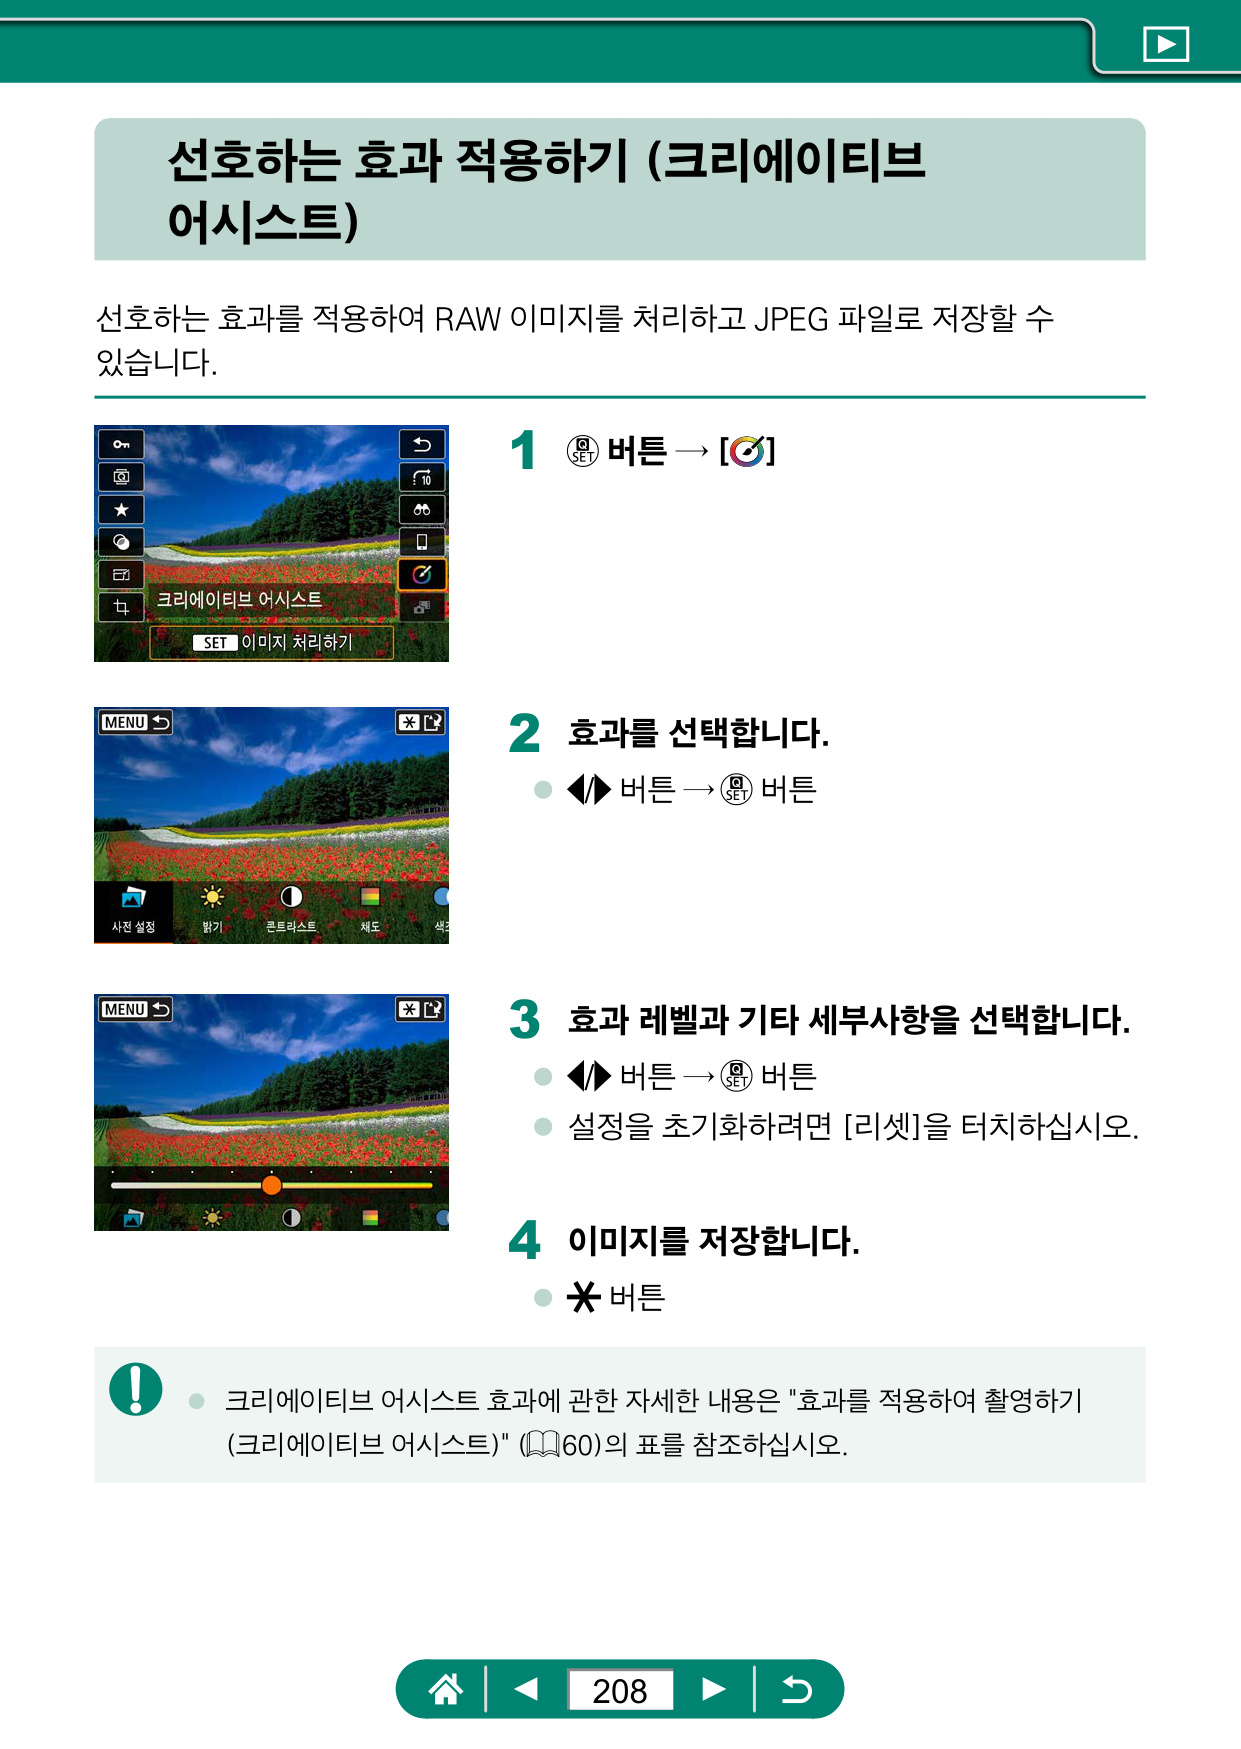 선호하는 효과 적용하기 (크리에이티브
어시스트)
선호하는 효과를 적용하여 RAW 이미지를 처리하고 JPEG 파일로 저장할 수
있습니다.
10
크리에이티브 어시스트
SET 이미지 처리하기
1 버튼 → [ ]
MENU
사전 설정 밝기 콘트라스트 채도 색조
2 효과를 선택합니다.
● ◀/▶ 버튼 → 버튼
MENU
3 효과 레벨과 기타 세부사항을 선택합니다.
● ◀/▶ 버튼 → 버튼
● 설정을 초기화하려면 [리셋]을 터치하십시오.
4 이미지를 저장합니다.
● * 버튼
● 크리에이티브 어시스트 효과에 관한 자세한 내용은 "효과를 적용하여 촬영하기
(크리에이티브 어시스트)" (60)의 표를 참조하십시오.
208